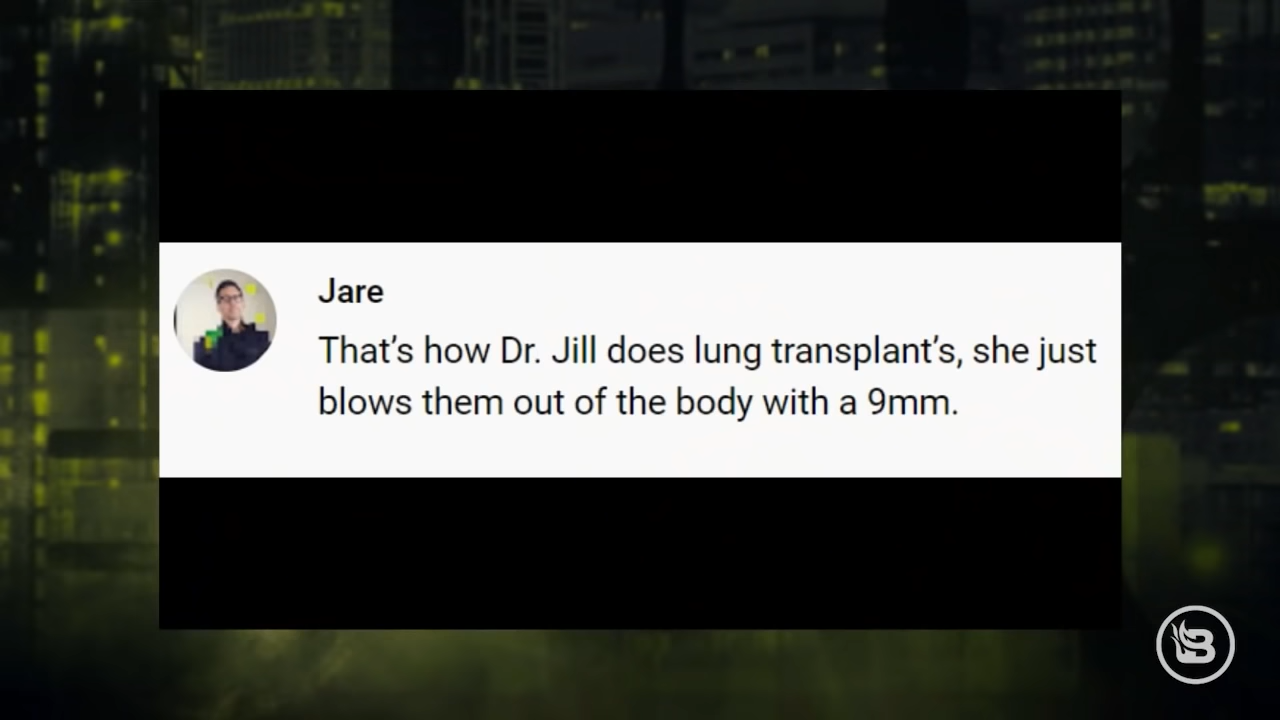 Jare
That’s how Dr. Jill does lung transplant’s, she just
blows them out of the body with a 9mm.
B